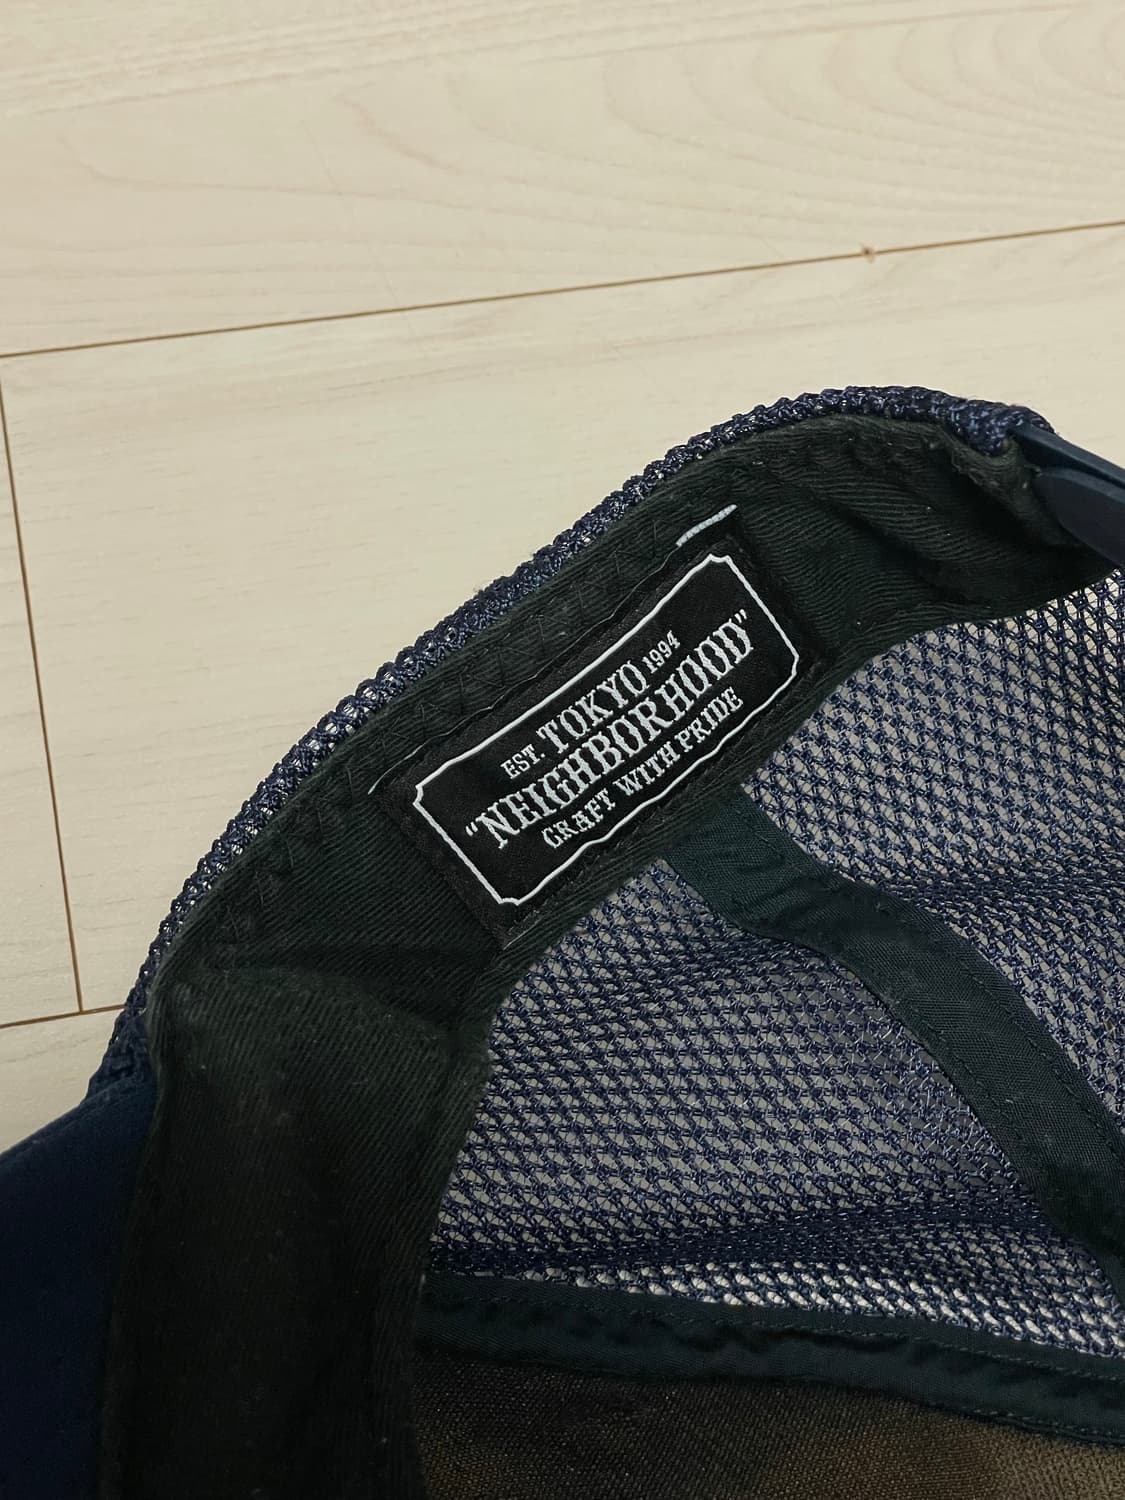 EST. TOKYO 1994
"NEIGHBORHOOD"
CRAFT WITH PRIDE